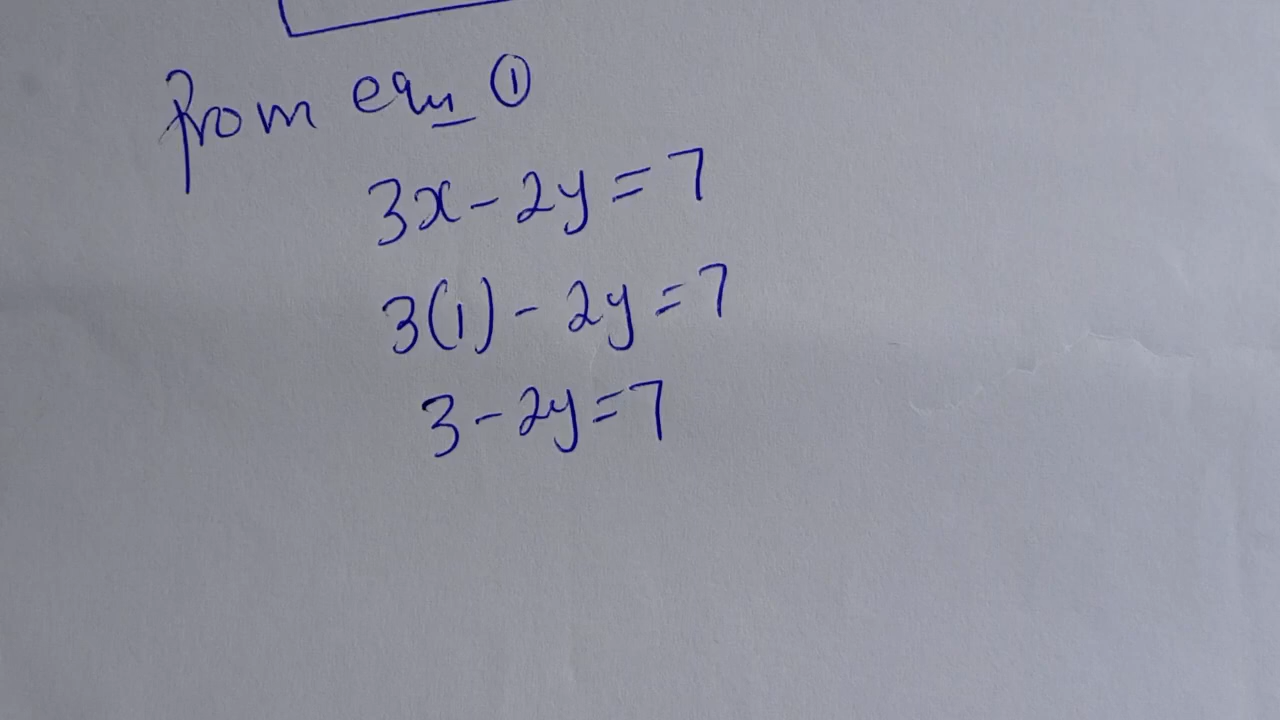 from eqn ①
3x - 2y = 7
3(1) - 2y = 7
3 - 2y = 7